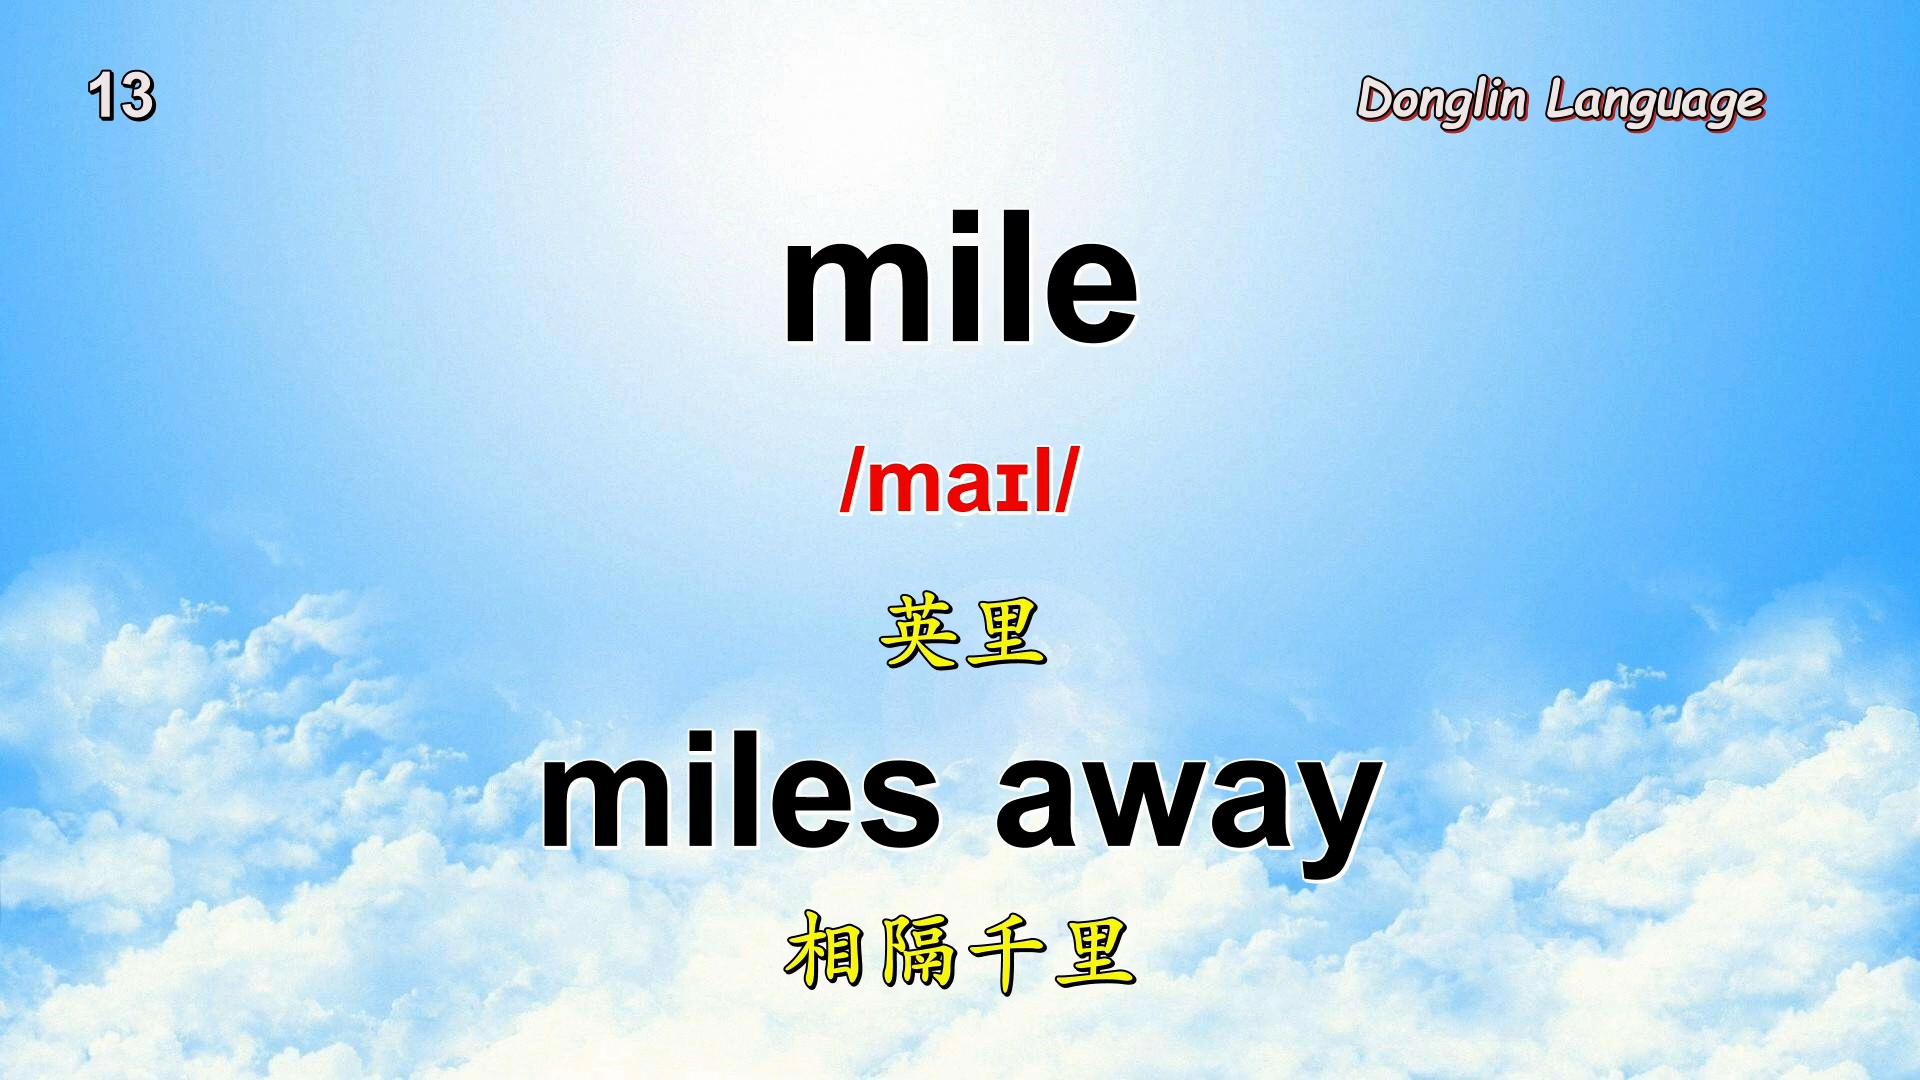 13
Donglin Language
mile
/maɪl/
英里
miles away
相隔千里